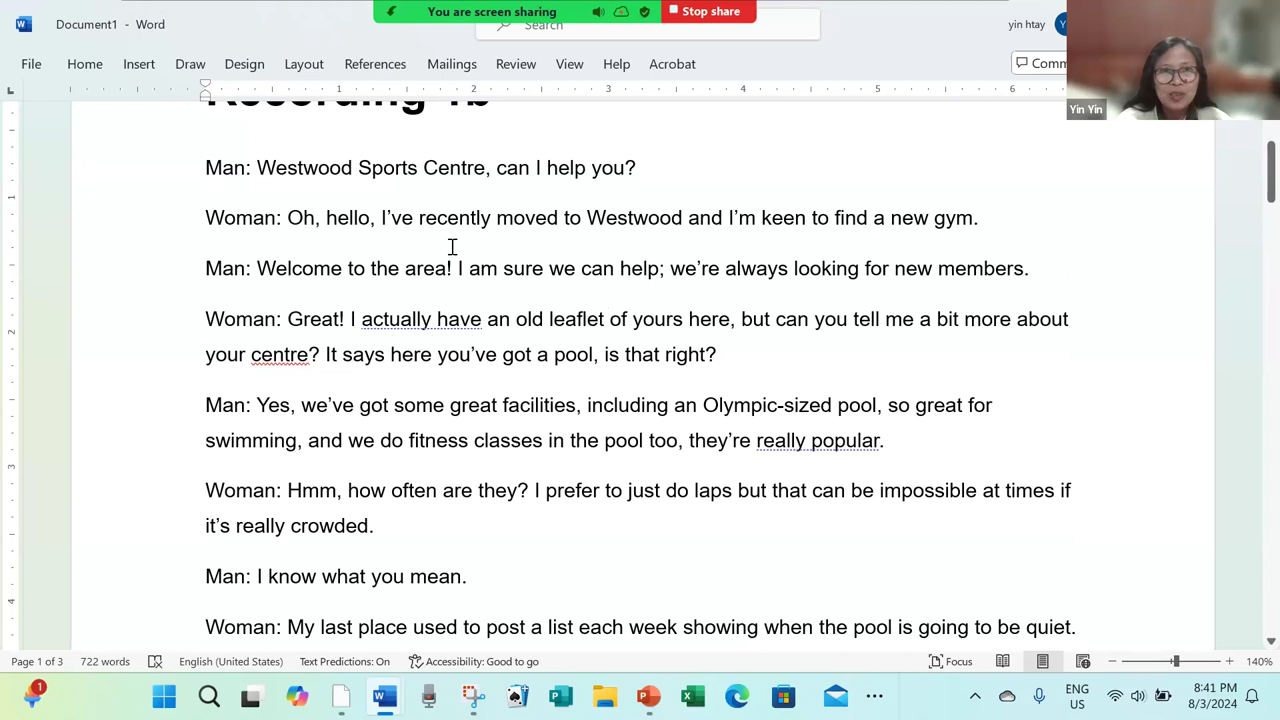 You are screen sharing
Stop share
Document1 - Word
Search
yin htay
File Home Insert Draw Design Layout References Mailings Review View Help Acrobat
Yin Yin
1 2 3 4 5 6
Man: Westwood Sports Centre, can I help you?
Woman: Oh, hello, I’ve recently moved to Westwood and I’m keen to find a new gym.
Man: Welcome to the area! I am sure we can help; we’re always looking for new members.
Woman: Great! I actually have an old leaflet of yours here, but can you tell me a bit more about
your centre? It says here you’ve got a pool, is that right?
Man: Yes, we’ve got some great facilities, including an Olympic-sized pool, so great for
swimming, and we do fitness classes in the pool too, they’re really popular.
Woman: Hmm, how often are they? I prefer to just do laps but that can be impossible at times if
it’s really crowded.
Man: I know what you mean.
Woman: My last place used to post a list each week showing when the pool is going to be quiet.
Page 1 of 3 722 words English (United States) Text Predictions: On Accessibility: Good to go Focus 140%
1
ENG
US
8:41 PM
8/3/2024